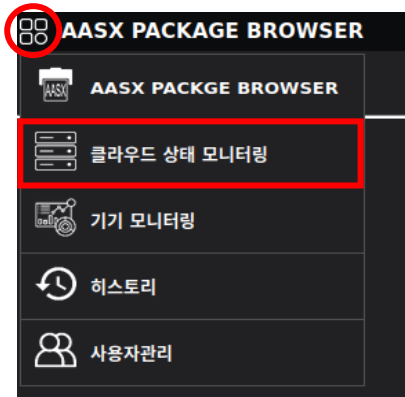 AASX PACKAGE BROWSER
AASX
AASX PACKGE BROWSER
클라우드 상태 모니터링
기기 모니터링
히스토리
사용자관리